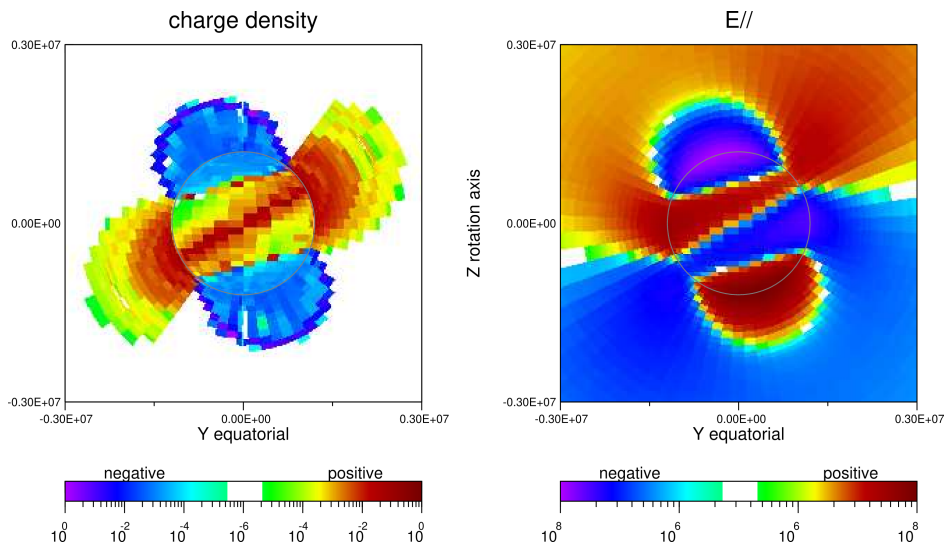 charge density
E//
0.30E+07
0.00E+00
-0.30E+07
-0.30E+07 0.00E+00 0.30E+07
Y equatorial
Z rotation axis
0.30E+07
0.00E+00
-0.30E+07
-0.30E+07 0.00E+00 0.30E+07
Y equatorial
negative positive
10^0 10^-2 10^-4 10^-6 10^-4 10^-2 10^0
negative positive
10^8 10^6 10^6 10^8